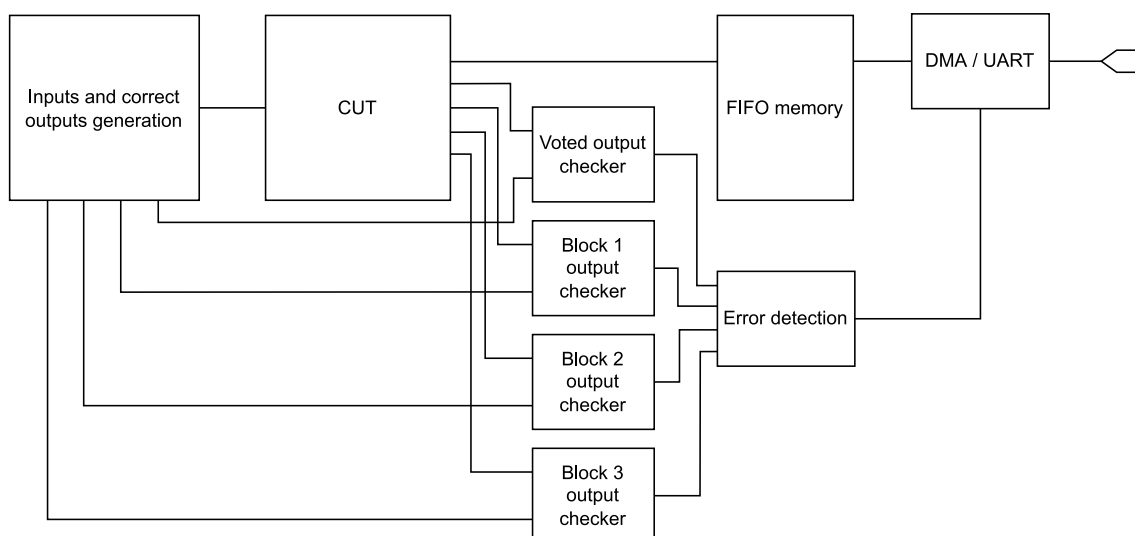 Inputs and correct
outputs generation
CUT
FIFO memory
DMA / UART
Voted output
checker
Block 1
output
checker
Error detection
Block 2
output
checker
Block 3
output
checker